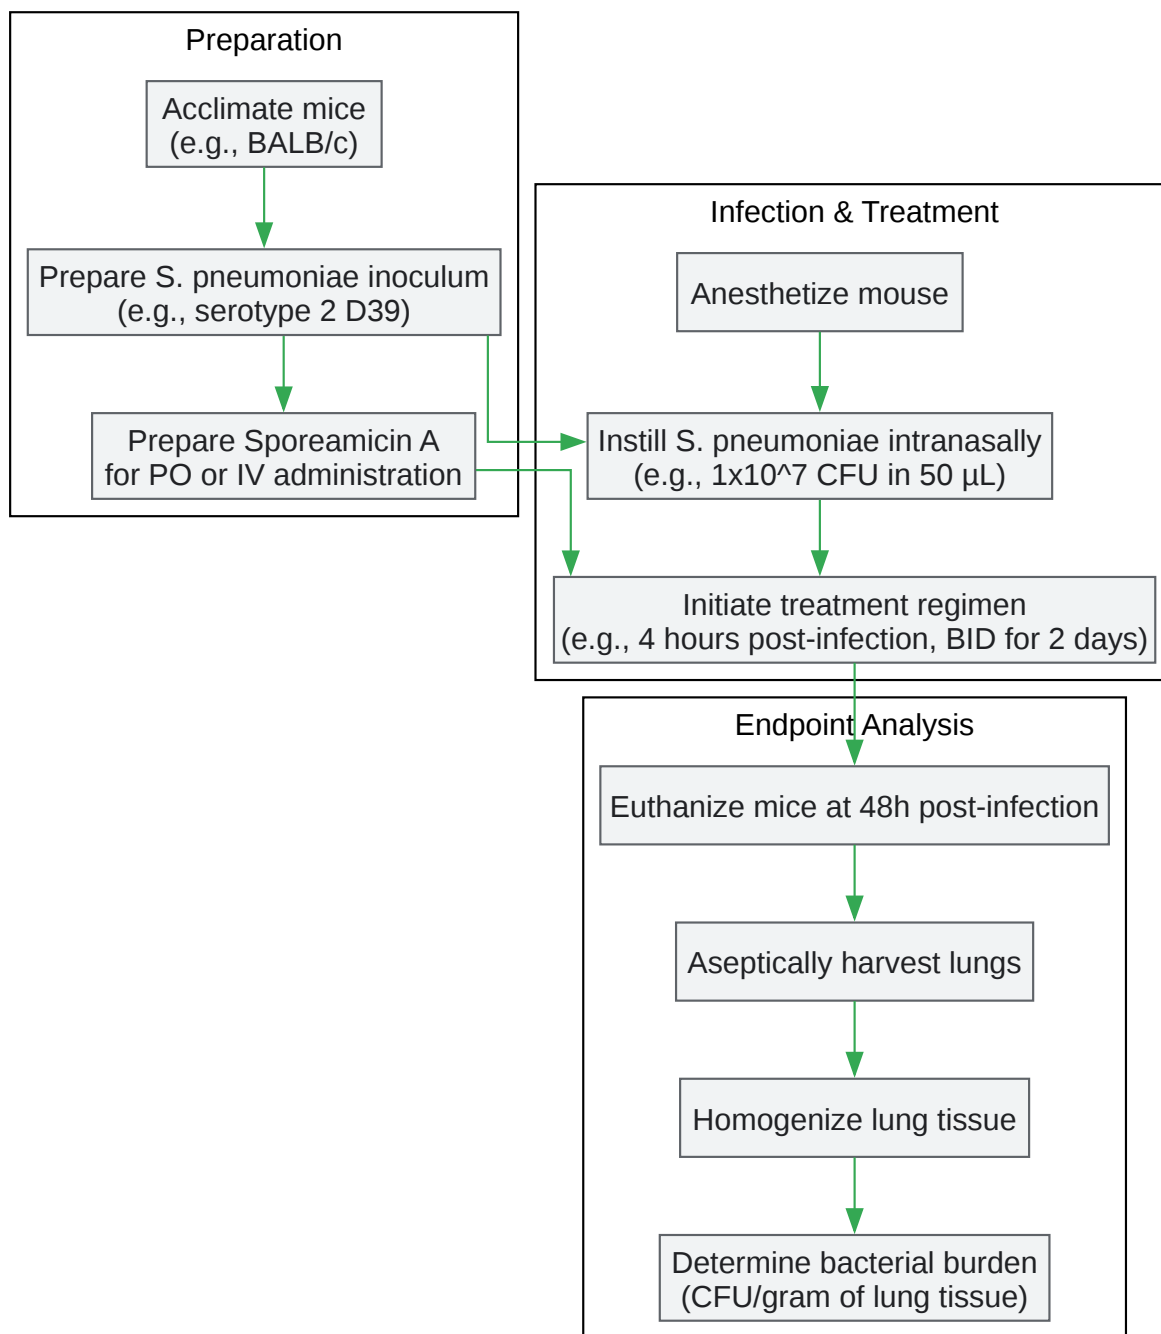 Preparation
Acclimate mice
(e.g., BALB/c)
Prepare S. pneumoniae inoculum
(e.g., serotype 2 D39)
Prepare Sporeamicin A
for PO or IV administration
Infection & Treatment
Anesthetize mouse
Instill S. pneumoniae intranasally
(e.g., 1x10^7 CFU in 50 µL)
Initiate treatment regimen
(e.g., 4 hours post-infection, BID for 2 days)
Endpoint Analysis
Euthanize mice at 48h post-infection
Aseptically harvest lungs
Homogenize lung tissue
Determine bacterial burden
(CFU/gram of lung tissue)